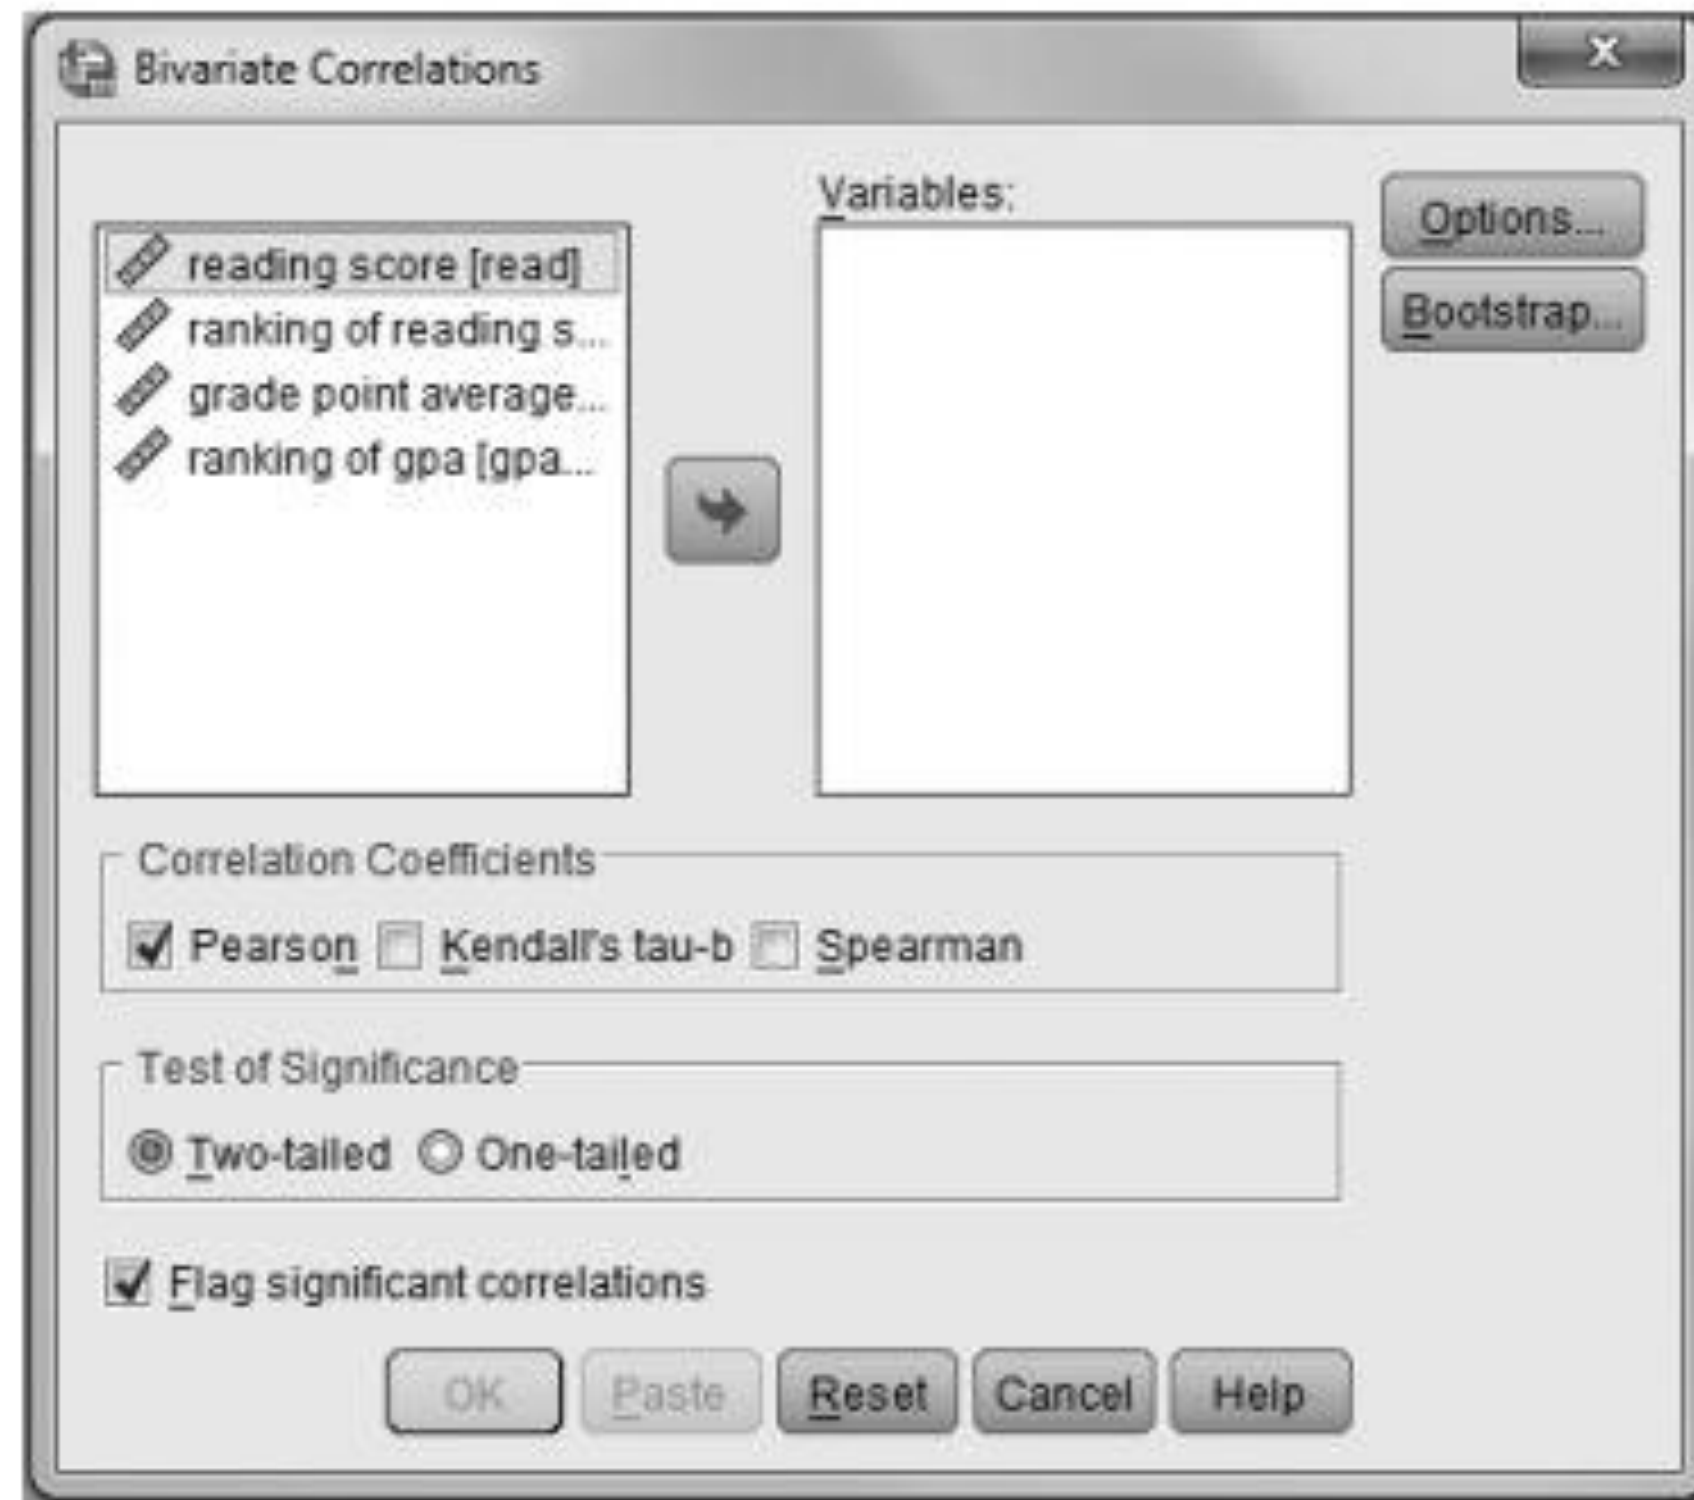 Bivariate Correlations
Variables:
reading score [read]
ranking of reading s...
grade point average...
ranking of gpa [gpa...
Options...
Bootstrap...
Correlation Coefficients
Pearson Kendall's tau-b Spearman
Test of Significance
Two-tailed One-tailed
Flag significant correlations
OK Paste Reset Cancel Help